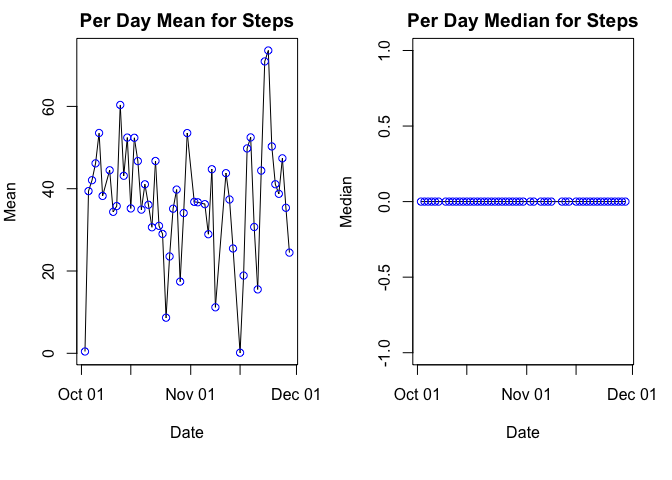 Per Day Mean for Steps
Mean
60
40
20
0
Oct 01 Nov 01 Dec 01
Date
Per Day Median for Steps
Median
1.0
0.5
0.0
-0.5
-1.0
Oct 01 Nov 01 Dec 01
Date